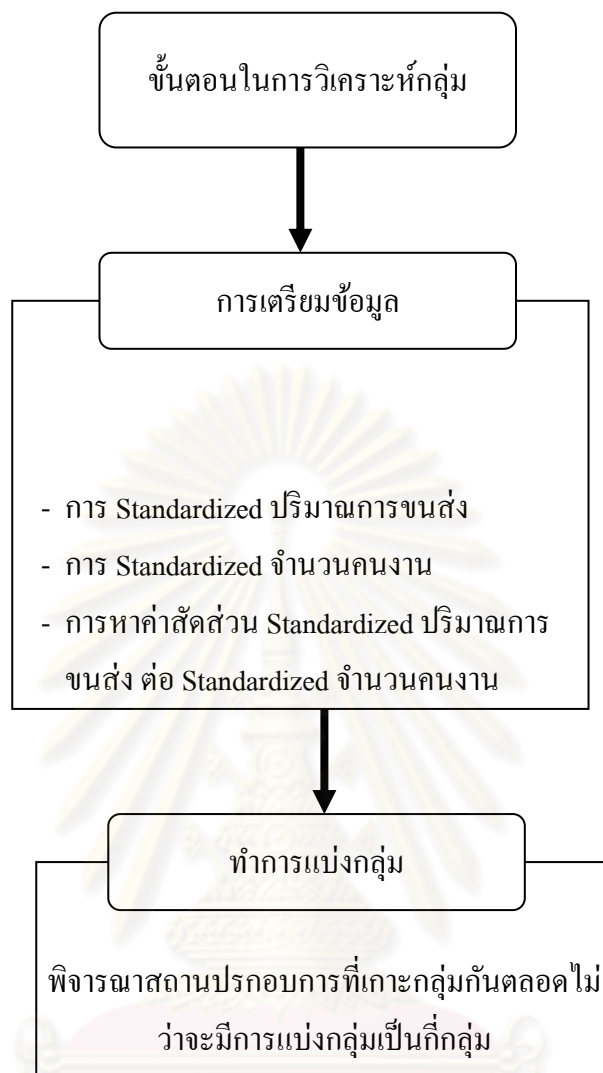 ขั้นตอนในการวิเคราะห์กลุ่ม
การเตรียมข้อมูล
- การ Standardized ปริมาณการขนส่ง
- การ Standardized จำนวนคนงาน
- การหาค่าสัดส่วน Standardized ปริมาณการ
ขนส่ง ต่อ Standardized จำนวนคนงาน
ทำการแบ่งกลุ่ม
พิจารณาสถานปรกอบการที่เกาะกลุ่มกันตลอดไม่
ว่าจะมีการแบ่งกลุ่มเป็นกี่กลุ่ม